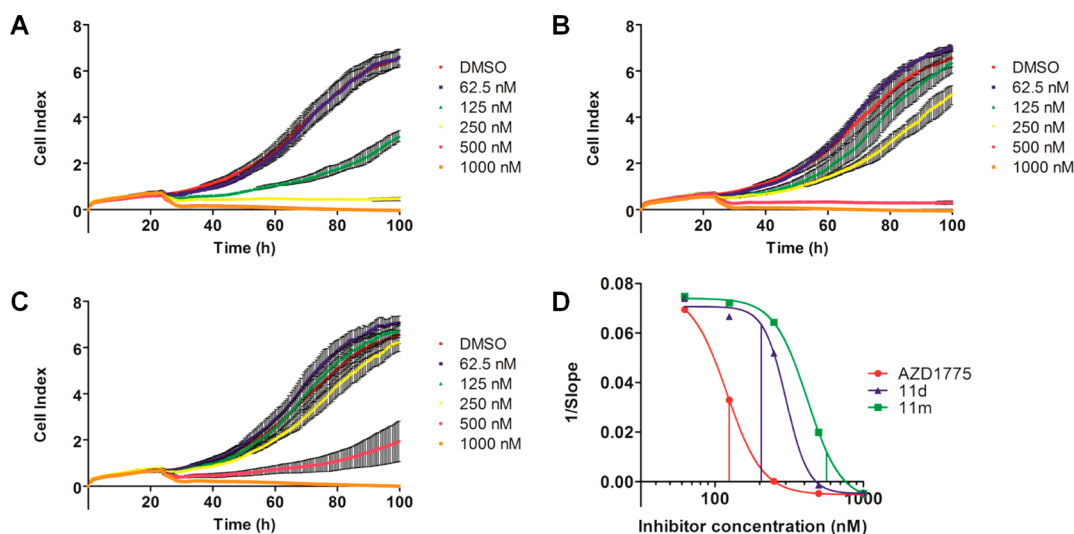 A
8
6
4
2
0
Cell Index
20
40
60
80
100
Time (h)
DMSO
62.5 nM
125 nM
250 nM
500 nM
1000 nM
B
8
6
4
2
0
Cell Index
20
40
60
80
100
Time (h)
DMSO
62.5 nM
125 nM
250 nM
500 nM
1000 nM
C
8
6
4
2
0
Cell Index
20
40
60
80
100
Time (h)
DMSO
62.5 nM
125 nM
250 nM
500 nM
1000 nM
D
0.08
0.06
0.04
0.02
0.00
1/Slope
100
1000
Inhibitor concentration (nM)
AZD1775
11d
11m